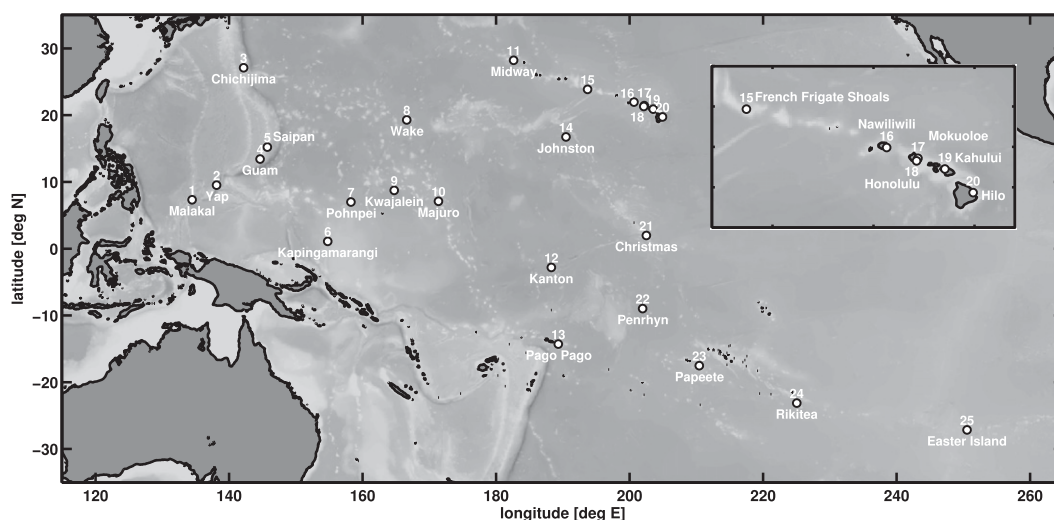 30
20
10
0
−10
−20
−30
latitude [deg N]
120
140
160
180
200
220
240
260
longitude [deg E]
3
Chichijima
11
Midway
15
16 17
19
20
18
8
Wake
14
Johnston
5 Saipan
4
Guam
2
Yap
1
Malakal
7
Pohnpei
9
Kwajalein
10
Majuro
6
Kapingamarangi
21
Christmas
12
Kanton
22
Penrhyn
13
Pago Pago
23
Papeete
24
Rikitea
25
Easter Island
15 French Frigate Shoals
Nawiliwili
16
Mokuoloe
17
18
Honolulu
19 Kahului
20
Hilo